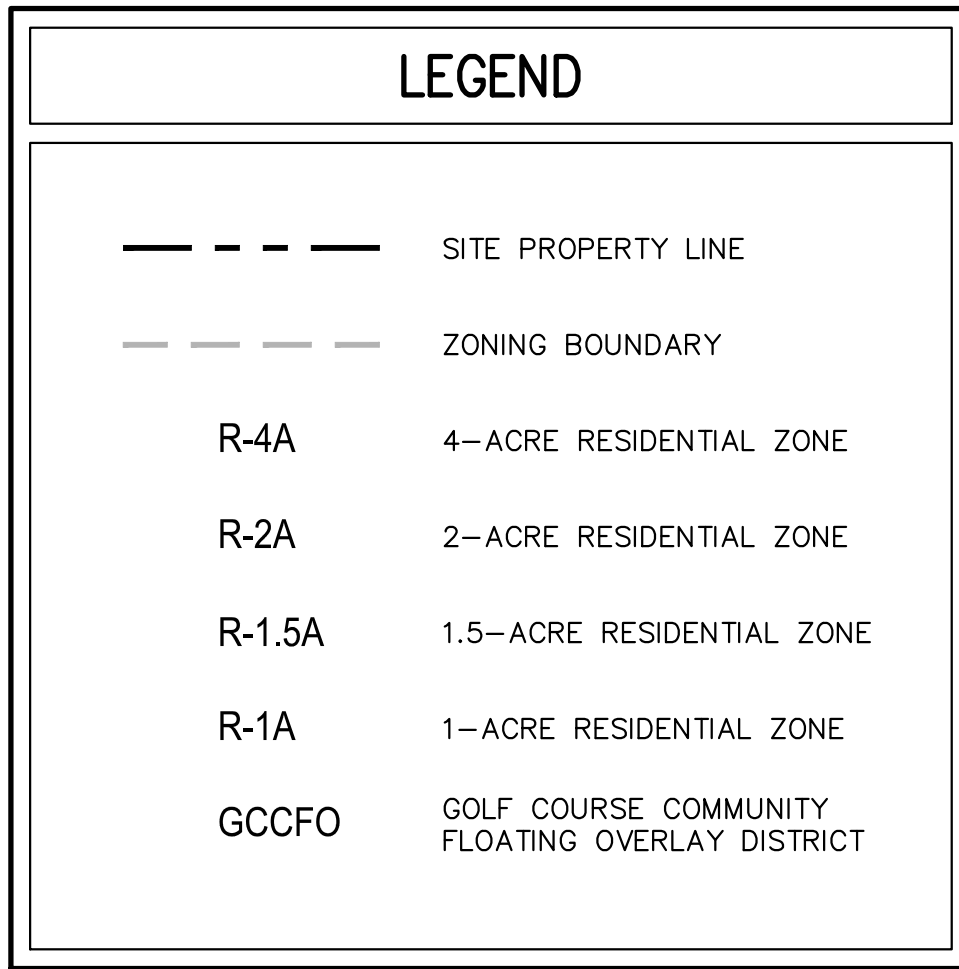 LEGEND
SITE PROPERTY LINE
ZONING BOUNDARY
R-4A 4-ACRE RESIDENTIAL ZONE
R-2A 2-ACRE RESIDENTIAL ZONE
R-1.5A 1.5-ACRE RESIDENTIAL ZONE
R-1A 1-ACRE RESIDENTIAL ZONE
GCCFO GOLF COURSE COMMUNITY
FLOATING OVERLAY DISTRICT